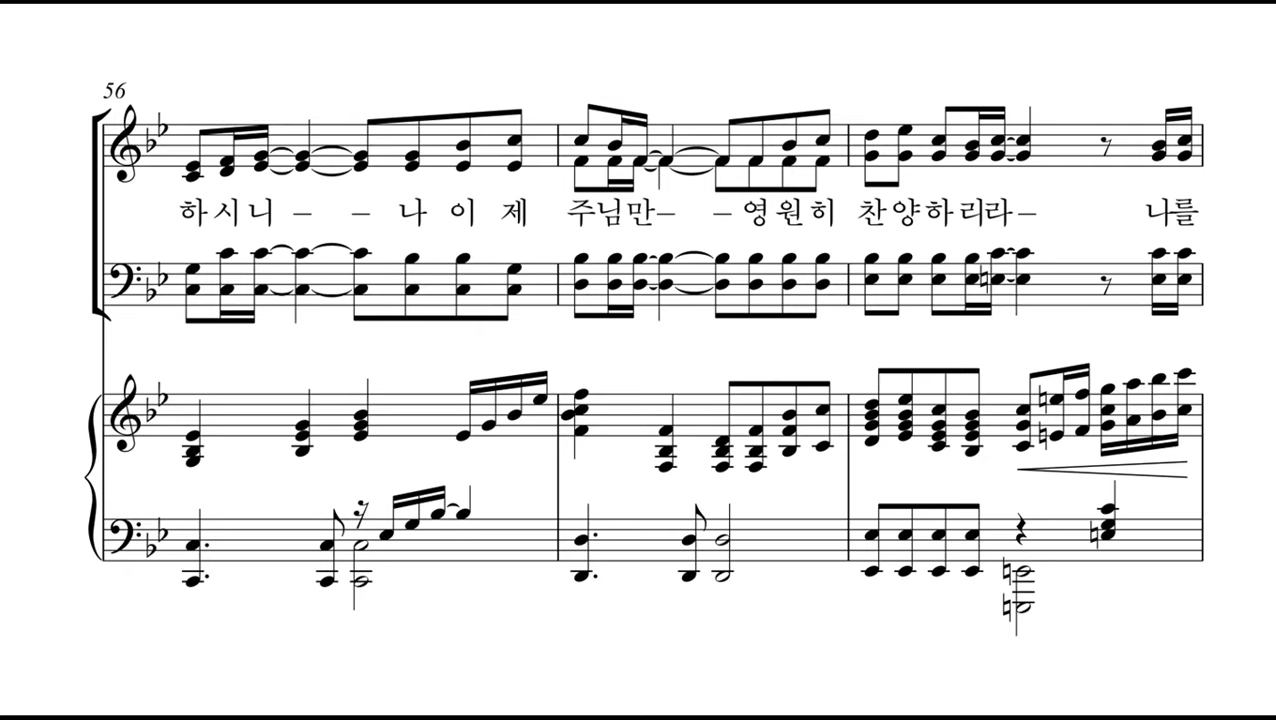 56
하 시 니 – – 나 이 제 주님만– – 영 원 히 찬 양 하 리라– 나를